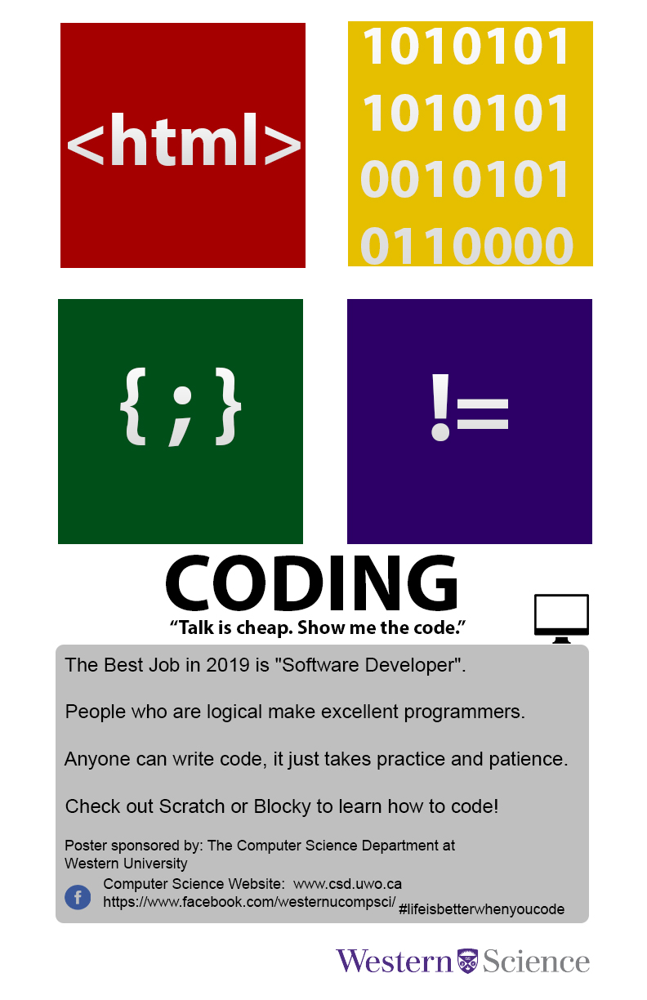 <html>
1010101
1010101
0010101
0110000
{ ; }
!=
CODING
“Talk is cheap. Show me the code.”
The Best Job in 2019 is "Software Developer".
People who are logical make excellent programmers.
Anyone can write code, it just takes practice and patience.
Check out Scratch or Blocky to learn how to code!
Poster sponsored by: The Computer Science Department at
Western University
Computer Science Website:  www.csd.uwo.ca
f
https://www.facebook.com/westernucompsci/
#lifeisbetterwhenyoucode
Western Science